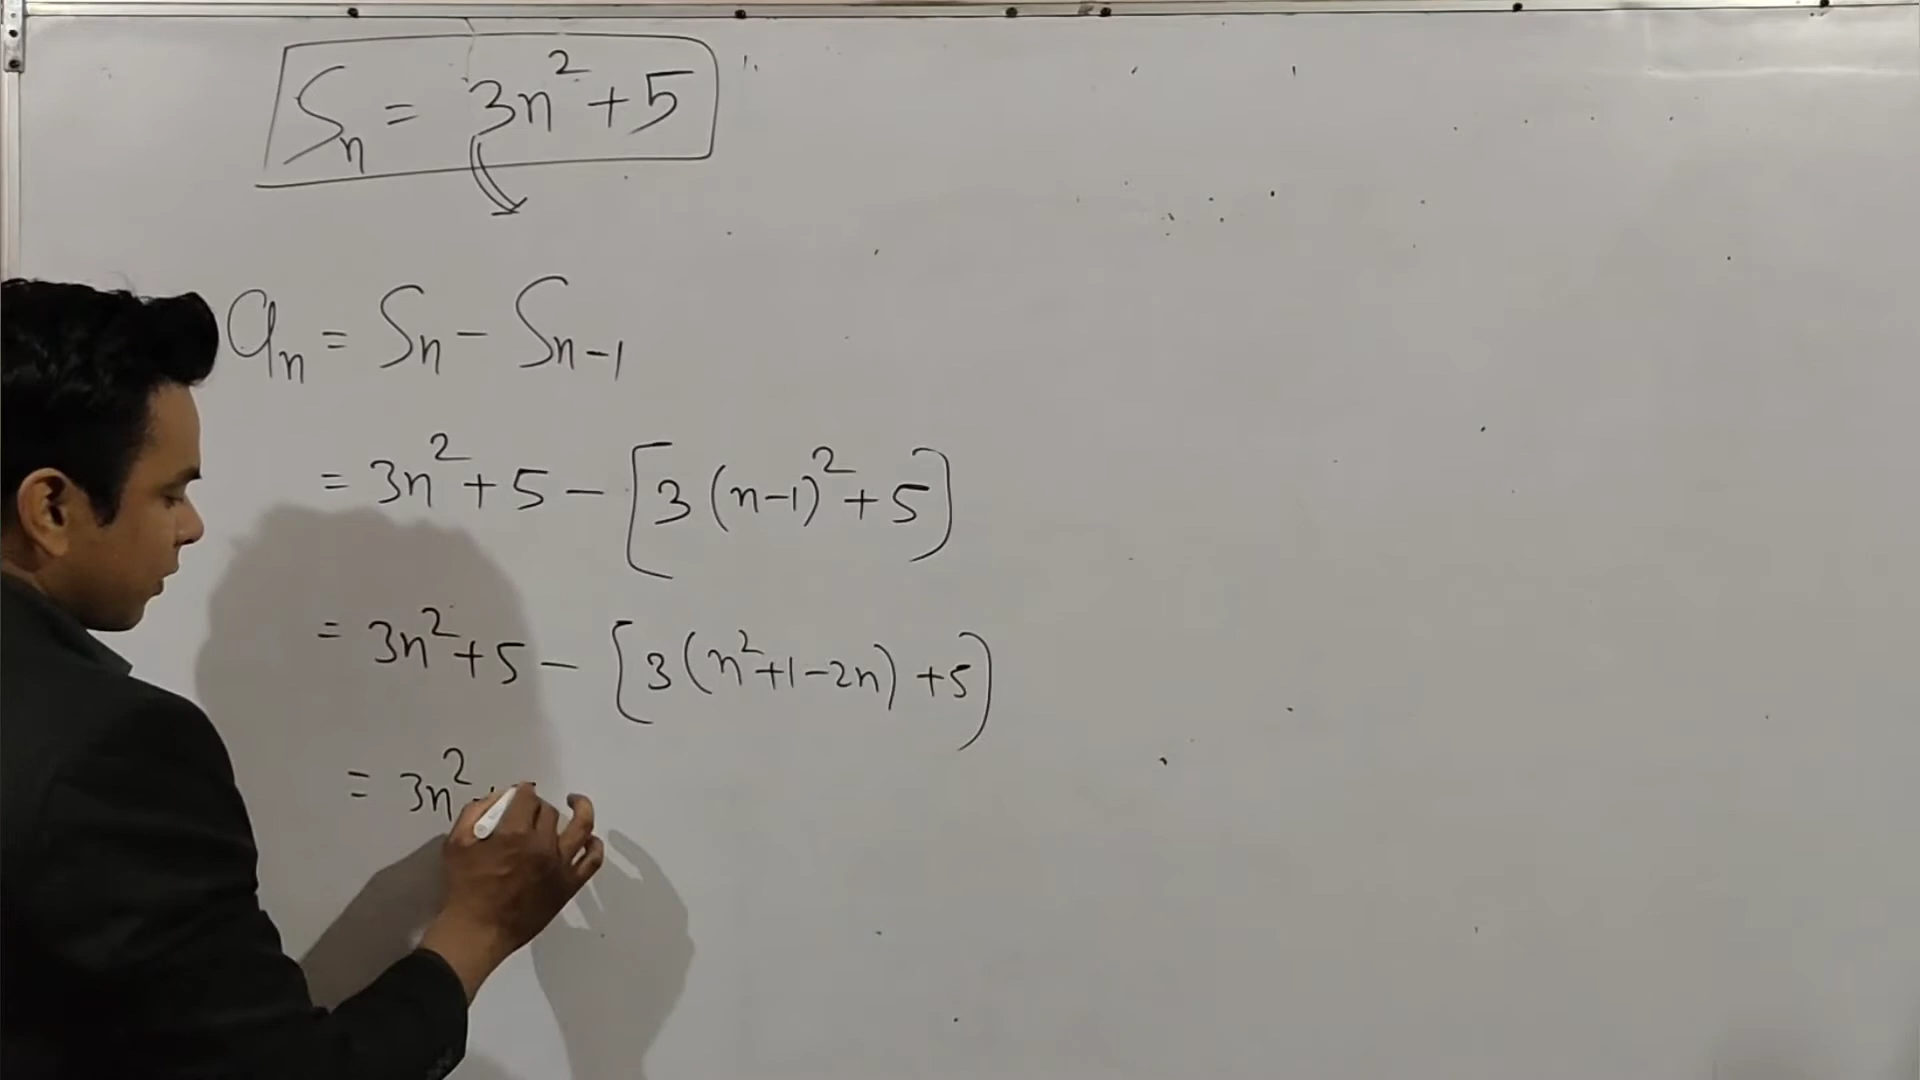 Sn = 3n² + 5
an = Sn - Sn-1
= 3n² + 5 - [3(n-1)² + 5]
= 3n² + 5 - [3(n²+1-2n) + 5]
= 3n²